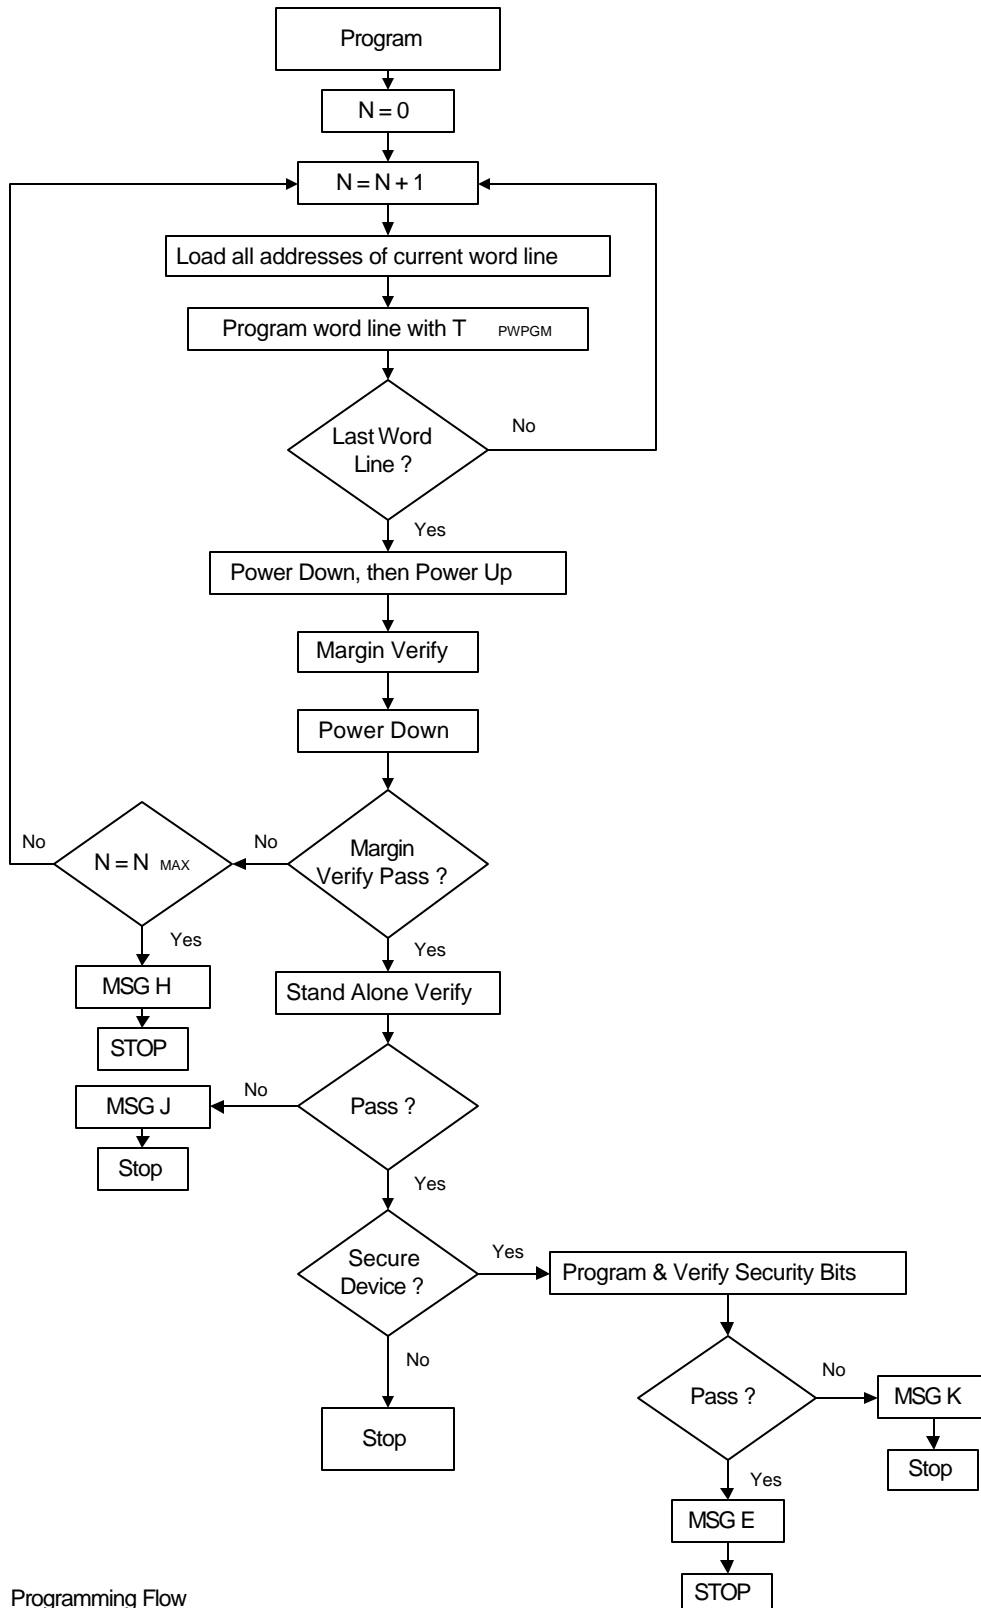 Program
N = 0
N = N + 1
Load all addresses of current word line
Program word line with T PWPGM
Last Word
Line ?
No
Yes
Power Down, then Power Up
Margin Verify
Power Down
Margin
Verify Pass ?
No
N = N MAX
No
Yes
MSG H
STOP
Yes
Stand Alone Verify
Pass ?
No
MSG J
Stop
Yes
Secure
Device ?
Yes
Program & Verify Security Bits
No
Stop
Pass ?
No
MSG K
Stop
Yes
MSG E
STOP
Programming Flow